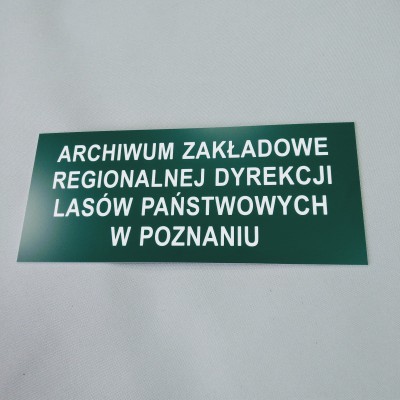 ARCHIWUM ZAKŁADOWE
REGIONALNEJ DYREKCJI
LASÓW PAŃSTWOWYCH
W POZNANIU